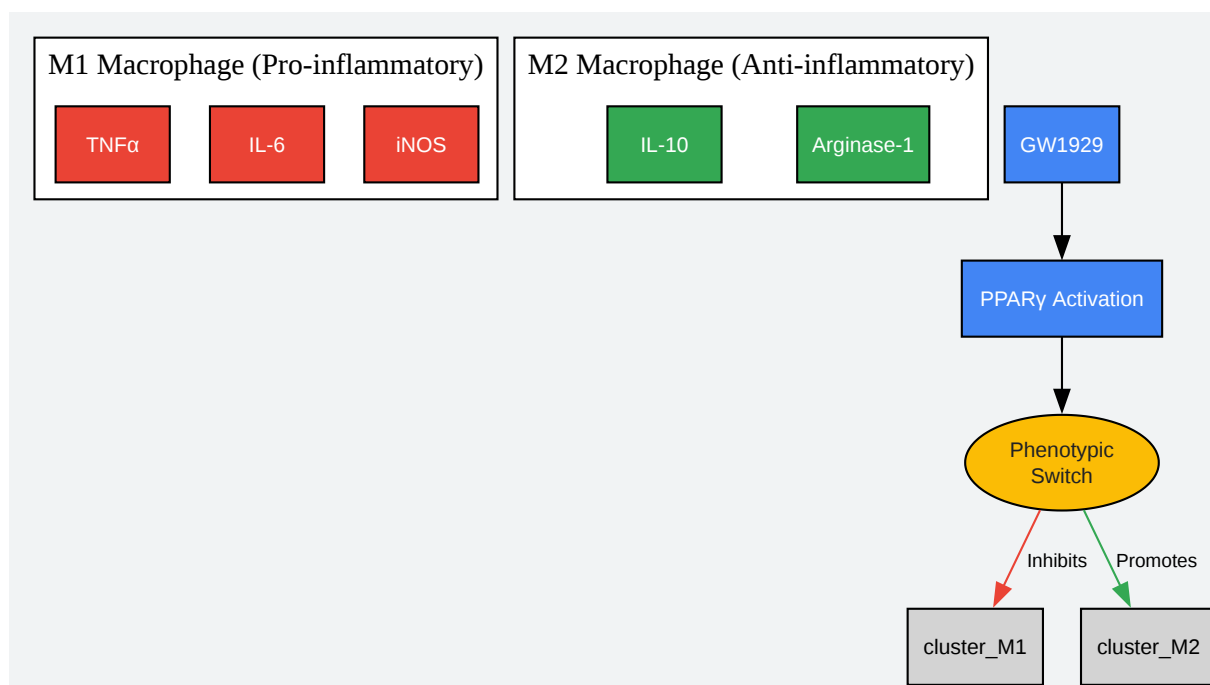 M1 Macrophage (Pro-inflammatory)
M2 Macrophage (Anti-inflammatory)
TNFα
IL-6
iNOS
IL-10
Arginase-1
GW1929
PPARγ Activation
Phenotypic
Switch
Inhibits
Promotes
cluster_M1
cluster_M2